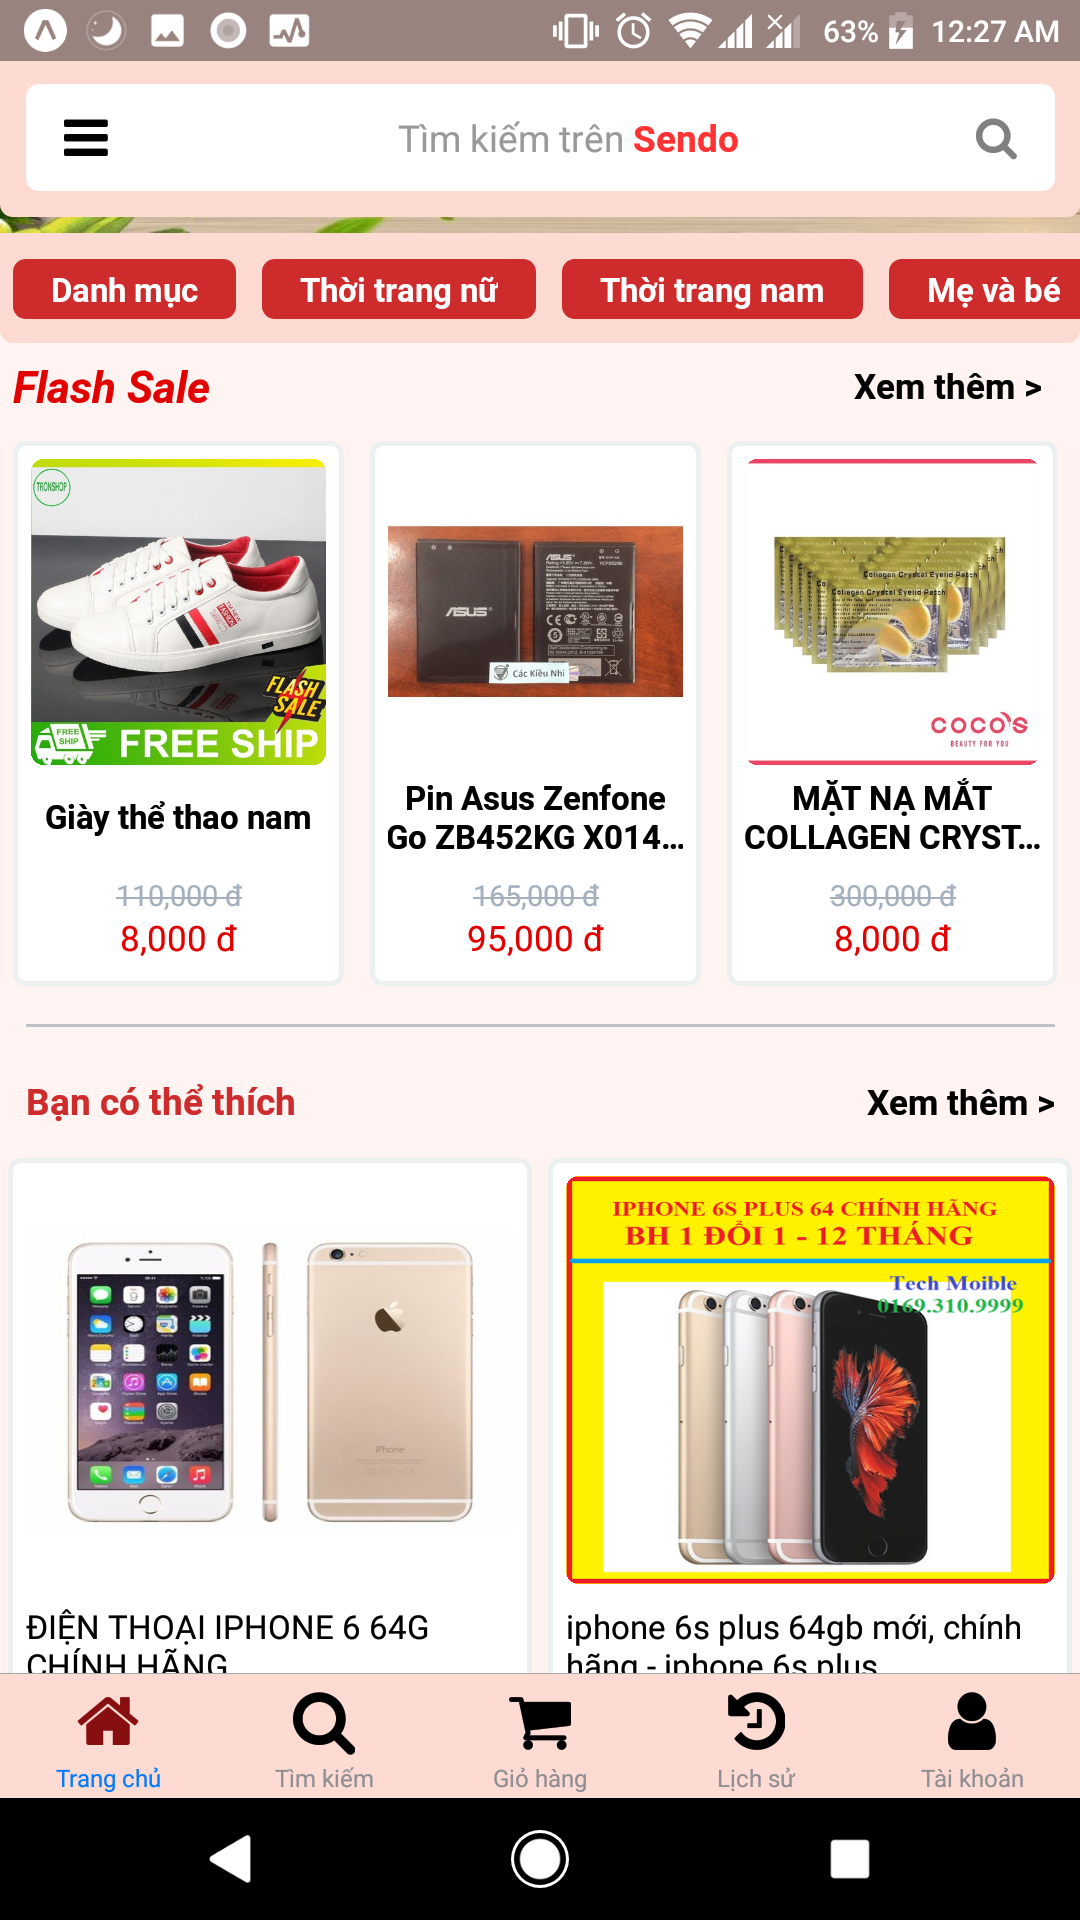 63% 12:27 AM
Tìm kiếm trên Sendo
Danh mục Thời trang nữ Thời trang nam Mẹ và bé
Flash Sale Xem thêm >
TRONSHOP
FLASH SALE
FREE SHIP FREE SHIP
ASUS
ASUS
Các Kiều Nhi
Collagen Crystal Eyelid Patch
Collagen Crystal Eyelid Patch
COCO'S
BEAUTY FOR YOU
Giày thể thao nam
Pin Asus Zenfone
Go ZB452KG X014...
MẶT NẠ MẮT
COLLAGEN CRYST...
110,000 đ
8,000 đ
165,000 đ
95,000 đ
300,000 đ
8,000 đ
Bạn có thể thích Xem thêm >
iPhone
IPHONE 6S PLUS 64 CHÍNH HÃNG
BH 1 ĐỔI 1 - 12 THÁNG
Tech Moible
0169.310.9999
ĐIỆN THOẠI IPHONE 6 64G
CHÍNH HÃNG
iphone 6s plus 64gb mới, chính
hãng - iphone 6s plus
Trang chủ Tìm kiếm Giỏ hàng Lịch sử Tài khoản